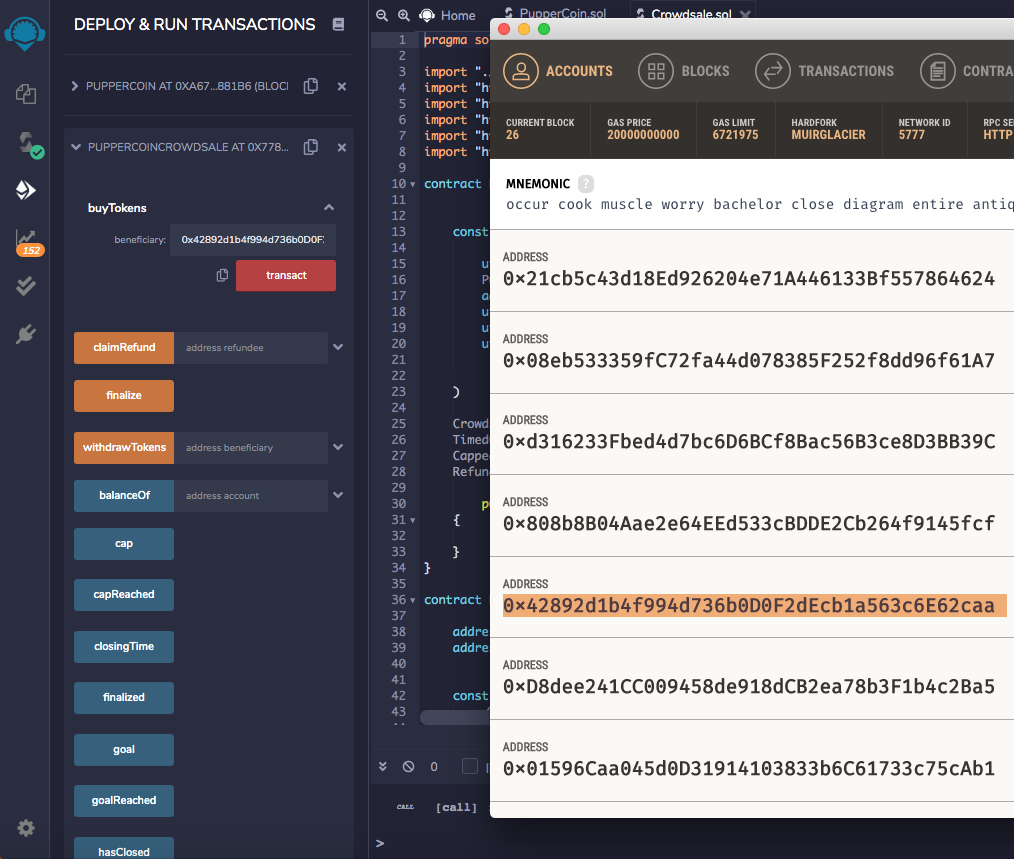 DEPLOY & RUN TRANSACTIONS
PUPPERCOIN AT 0XA67...881B6 (BLOC
PUPPERCOINCROWDSALE AT 0X778...
buyTokens
beneficiary: 0x42892d1b4f994d736b0D0F
transact
claimRefund address refundee
finalize
withdrawTokens address beneficiary
balanceOf address account
cap
capReached
closingTime
finalized
goal
goalReached
hasClosed
152
Home
PupperCoin.sol
Crowdsale.sol
1 pragma so
2
3 import ".
4 import "h
5 import "h
6 import "h
7 import "h
8 import "h
9
10 contract
11
12
13 const
14
15 u
16 P
17 a
18 u
19 u
20 u
21
22
23 )
24
25 Crowd
26 Timed
27 Cappe
28 Refun
29
30 p
31 {
32
33 }
34 }
35
36 contract
37
38 addre
39 addre
40
41
42 const
43
0
CALL [call]
>
ACCOUNTS
BLOCKS
TRANSACTIONS
CONTRA
CURRENT BLOCK
26
GAS PRICE
20000000000
GAS LIMIT
6721975
HARDFORK
MUIRGLACIER
NETWORK ID
5777
RPC SE
HTTP
MNEMONIC ?
occur cook muscle worry bachelor close diagram entire antiq
ADDRESS
0×21cb5c43d18Ed926204e71A446133Bf557864624
ADDRESS
0×08eb533359fC72fa44d078385F252f8dd96f61A7
ADDRESS
0×d316233Fbed4d7bc6D6BCf8Bac56B3ce8D3BB39C
ADDRESS
0×808b8B04Aae2e64EEd533cBDDE2Cb264f9145fcf
ADDRESS
0×42892d1b4f994d736b0D0F2dEcb1a563c6E62caa
ADDRESS
0×D8dee241CC009458de918dCB2ea78b3F1b4c2Ba5
ADDRESS
0×01596Caa045d0D31914103833b6C61733c75cAb1